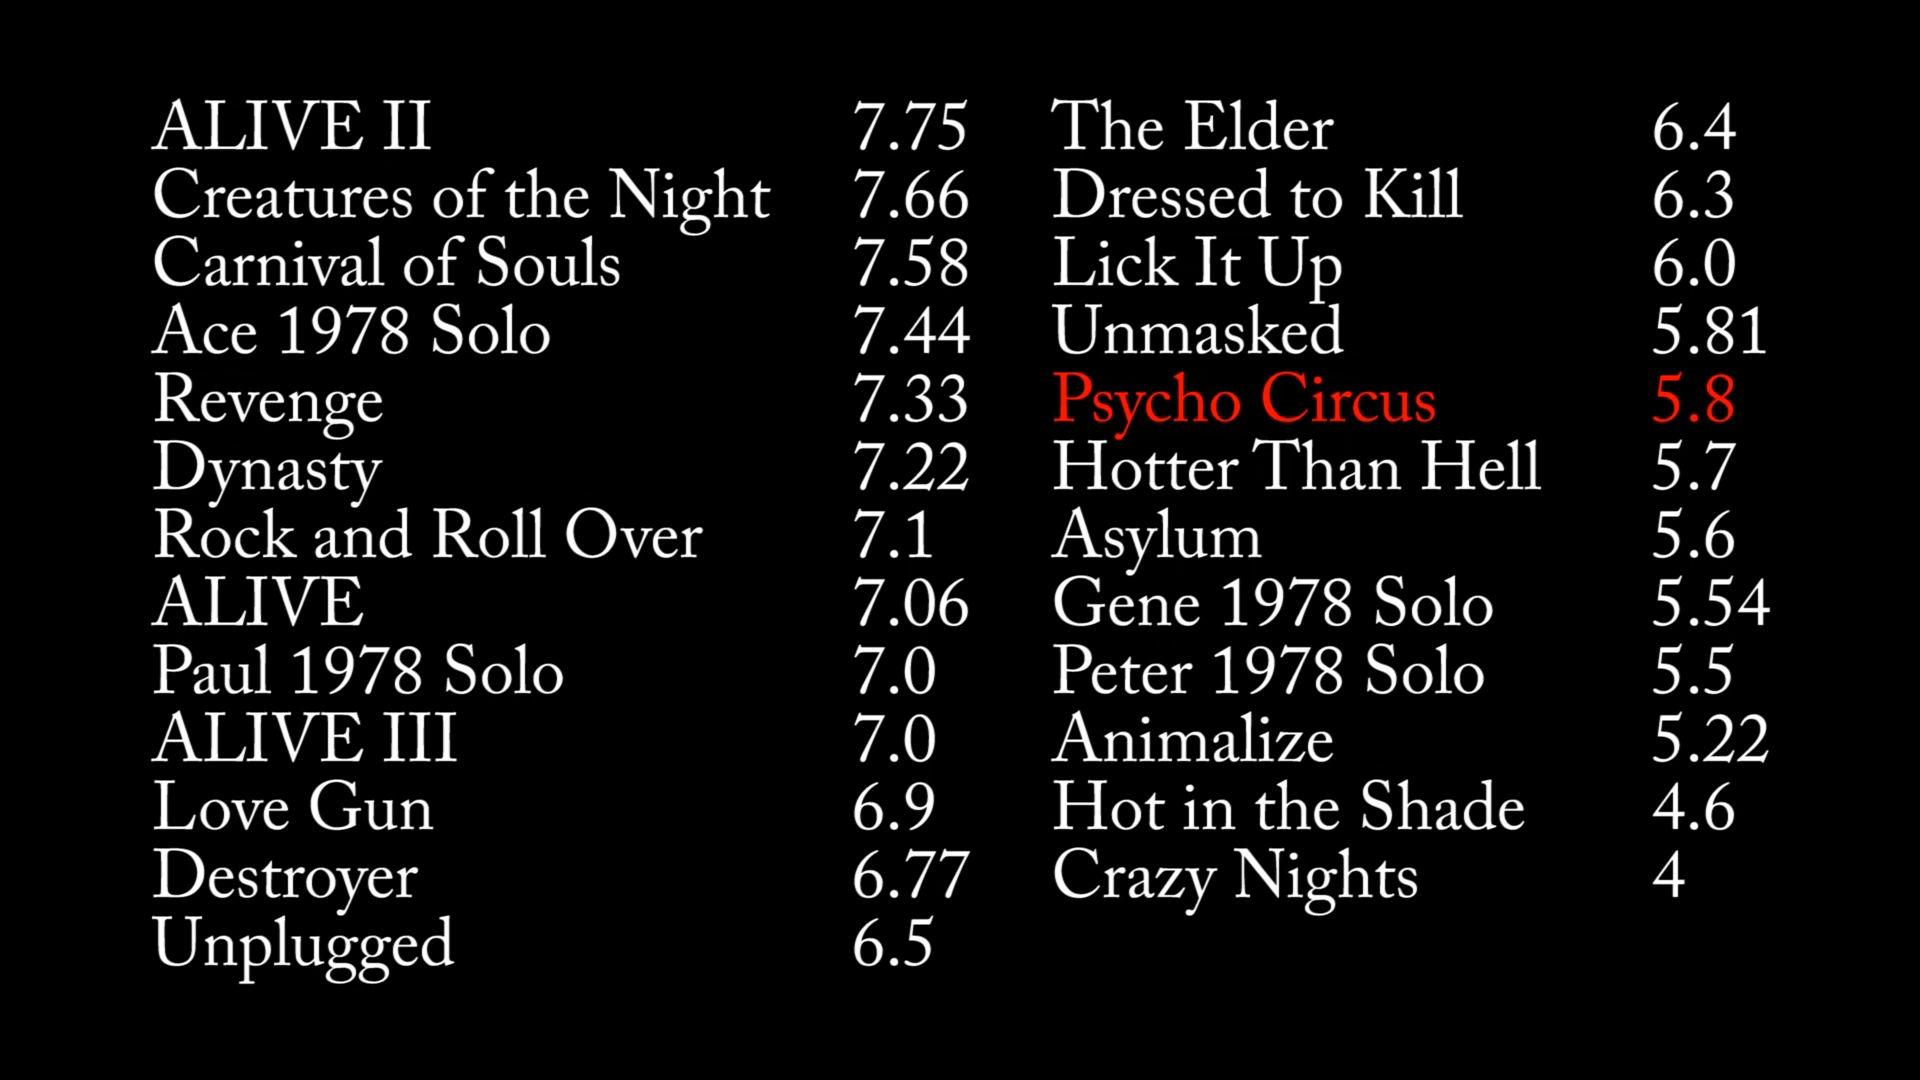 ALIVE II 7.75
Creatures of the Night 7.66
Carnival of Souls 7.58
Ace 1978 Solo 7.44
Revenge 7.33
Dynasty 7.22
Rock and Roll Over 7.1
ALIVE 7.06
Paul 1978 Solo 7.0
ALIVE III 7.0
Love Gun 6.9
Destroyer 6.77
Unplugged 6.5
The Elder 6.4
Dressed to Kill 6.3
Lick It Up 6.0
Unmasked 5.81
Psycho Circus 5.8
Hotter Than Hell 5.7
Asylum 5.6
Gene 1978 Solo 5.54
Peter 1978 Solo 5.5
Animalize 5.22
Hot in the Shade 4.6
Crazy Nights 4